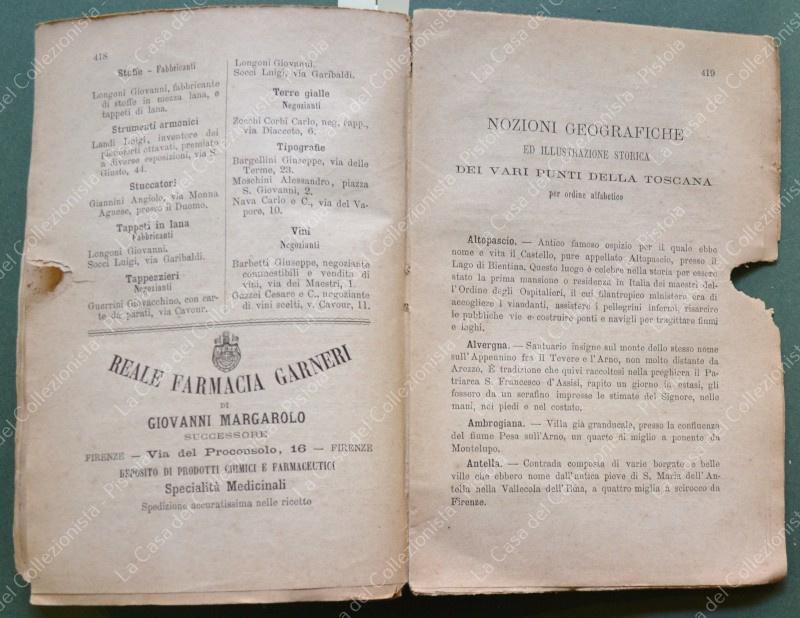 418
Stoffe – Fabbricanti
Longoni Giovanni, fabbricante
di stoffe in mezza lana, e
tappeti di lana.
Strumenti armonici
Landi Luigi, inventore dei
ottavati, premiato
a diverse esposizioni, via S.
Giusto, 44.
Stuccatori
Giannini Angiolo, via Monna
Agnese, presso il Duomo.
Tappeti in lana
Fabbricanti
Longoni Giovanni.
Socci Luigi, via Garibaldi.
Tappezzieri
Negozianti
Guerrini Giovacchino, con car-
te da parati, via Cavour.
Longoni Giovanni.
Socci Luigi, via Garibaldi.
Terre gialle
Negozianti
Zocchi Corbi Carlo, neg. rapp.,
via Diacceto, 6.
Tipografie
Bargellini Giuseppe, via delle
Terme, 23.
Moschini Alessandro, piazza
S. Giovanni, 2.
Nava Carlo e C., via del Va-
pore, 10.
Vini
Negozianti
Barbetti Giuseppe, negoziante
commestibili e vendita di
vini, via dei Maestri, 1.
Gazzei Cesare e C., negoziante
di vini scelti, v. Cavour, 11.
REALE FARMACIA GARNERI
DI
GIOVANNI MARGAROLO
SUCCESSORE
FIRENZE — Via del Proconsolo, 16 — FIRENZE
DEPOSITO DI PRODOTTI CHIMICI E FARMACEUTICI
Specialità Medicinali
Spedizione accuratissima nelle ricette
419
NOZIONI GEOGRAFICHE
ED ILLUSTRAZIONE STORICA
DEI VARI PUNTI DELLA TOSCANA
per ordine alfabetico
Altopascio. — Antico famoso ospizio per il quale ebbe
nome e vita il Castello, pure appellato Altopascio, presso il
Lago di Bientina. Questo luogo è celebre nella storia per essere
stato la prima mansione o residenza in Italia dei maestri del-
l'Ordine degli Ospitalieri, il cui filantropico ministero era di
accogliere i viandanti, assistere i pellegrini infermi, risarcire
le pubbliche vie e costruire ponti e navigli per tragittare fiumi
e laghi.
Alvergna. — Santuario insigne sul monte dello stesso nome
sull'Appennino fra il Tevere e l'Arno, non molto distante da
Arezzo. È tradizione che quivi raccoltosi nella preghiera il Pa-
triarca S. Francesco d'Assisi, rapito un giorno in estasi, gli
fossero da un serafino impresse le stimate del Signore, nelle
mani, nei piedi e nel costato.
Ambrogiana. — Villa già granducale, presso la confluenza
del fiume Pesa sull'Arno, un quarto di miglio a ponente da
Montelupo.
Antella. — Contrada composta di varie borgate e belle
ville che ebbero nome dall'antica pieve di S. Maria dell'An-
tella nella Vallecola dell'Ema, a quattro miglia a scirocco da
Firenze.
La Casa del Collezionista - Pistoia